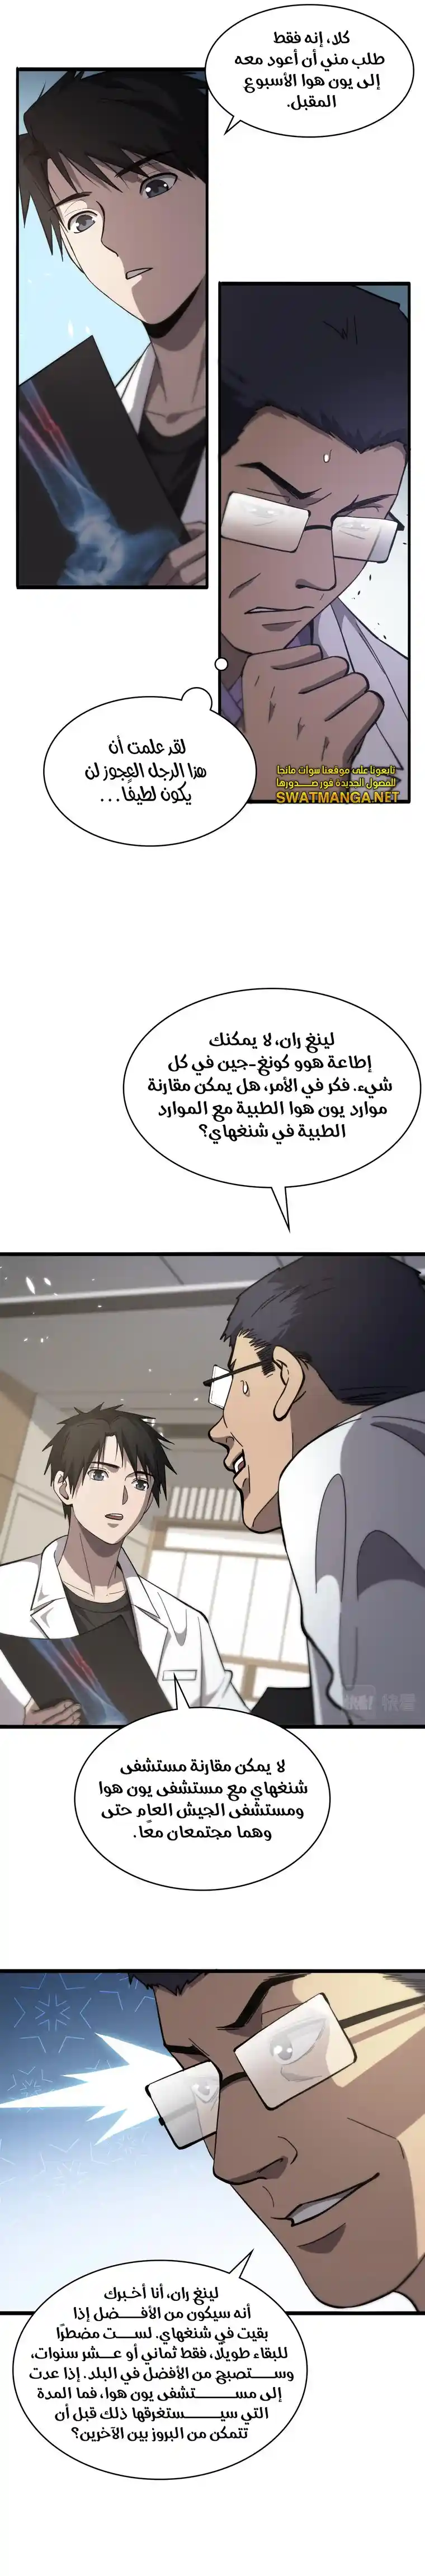 كلا، إنه فقط
طلب مني أن أعود معه
إلى يون هوا الأسبوع
المقبل.
لقد علمت أن
هذا الرجل العجوز لن
يكون لطيفًا...
تابعونا على موقعنا سوات مانجا
الفصول الجديدة فور صدورها
SWATMANGA.NET
لينغ ران، لا يمكنك
إطاعة هوو كونغ-جين في كل
شيء. فكر في الأمر، هل يمكن مقارنة
موارد يون هوا الطبية مع الموارد
الطبية في شنغهاي؟
لا يمكن مقارنة مستشفى
شنغهاي مع مستشفى يون هوا
ومستشفى الجيش العام حتى
وهما مجتمعان معًا.
لينغ ران، أنا أخبرك
أنه سيكون من الأفضل إذا
بقيت في شنغهاي. لست مضطرًا
للبقاء طويلًا، فقط ثماني أو عشر سنوات،
وستصبح من الأفضل في البلد. إذا عدت
إلى مستشفى يون هوا، فما المدة
التي سيستغرقها ذلك قبل أن
تتمكن من البروز بين الآخرين؟